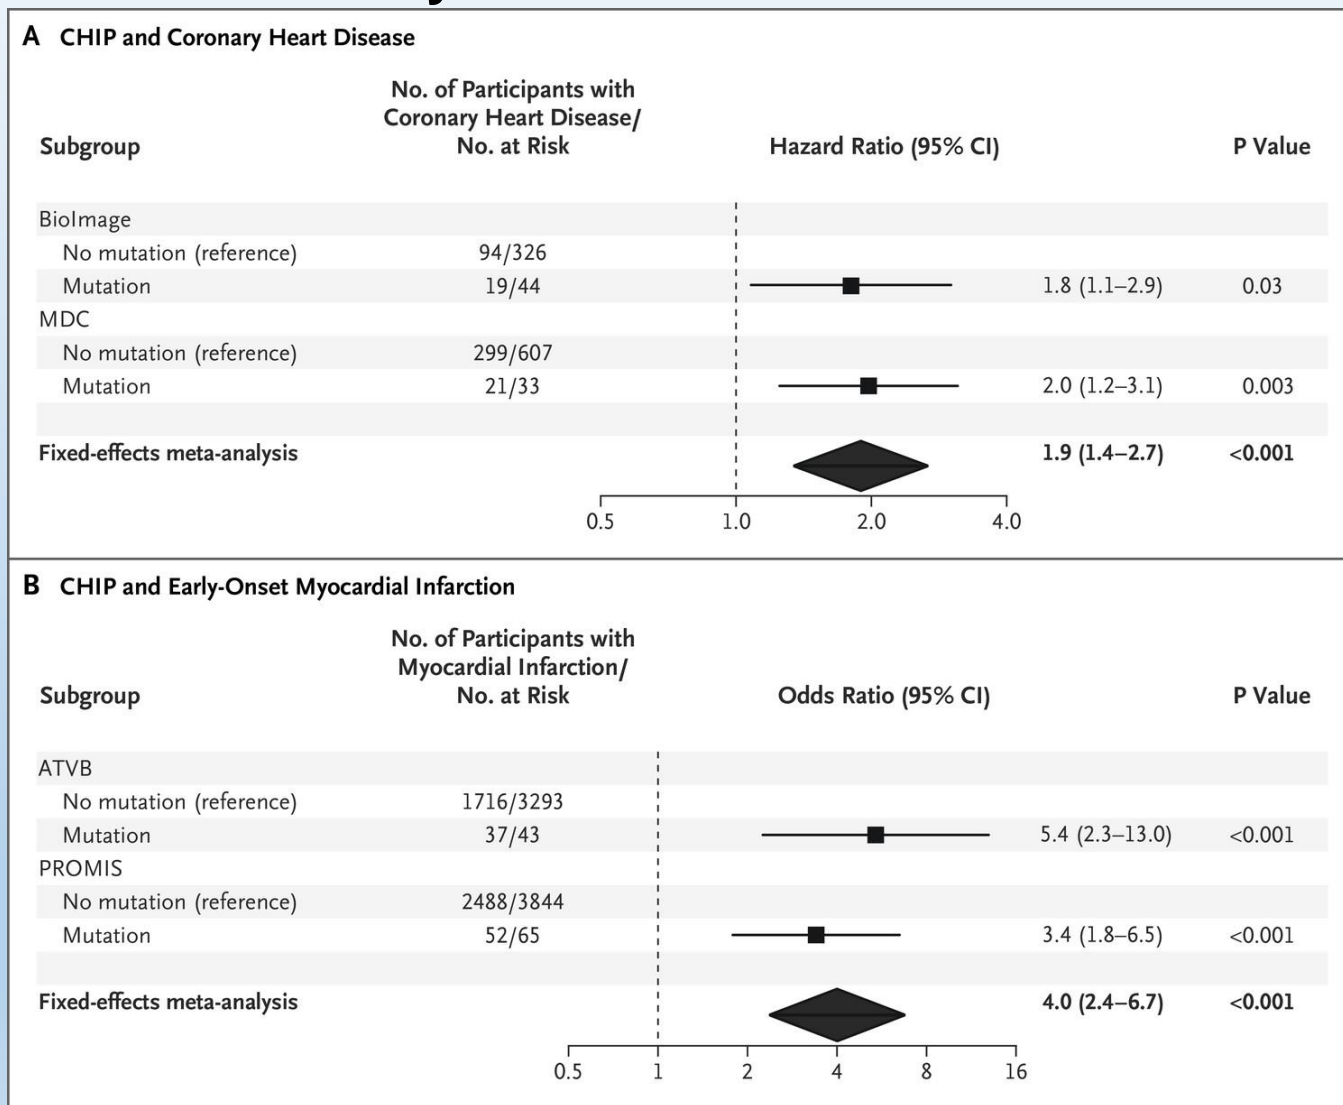 A CHIP and Coronary Heart Disease
No. of Participants with
Coronary Heart Disease/
Subgroup No. at Risk Hazard Ratio (95% CI) P Value
BioImage
No mutation (reference) 94/326
Mutation 19/44 1.8 (1.1–2.9) 0.03
MDC
No mutation (reference) 299/607
Mutation 21/33 2.0 (1.2–3.1) 0.003
Fixed-effects meta-analysis 1.9 (1.4–2.7) <0.001
0.5 1.0 2.0 4.0
B CHIP and Early-Onset Myocardial Infarction
No. of Participants with
Myocardial Infarction/
Subgroup No. at Risk Odds Ratio (95% CI) P Value
ATVB
No mutation (reference) 1716/3293
Mutation 37/43 5.4 (2.3–13.0) <0.001
PROMIS
No mutation (reference) 2488/3844
Mutation 52/65 3.4 (1.8–6.5) <0.001
Fixed-effects meta-analysis 4.0 (2.4–6.7) <0.001
0.5 1 2 4 8 16